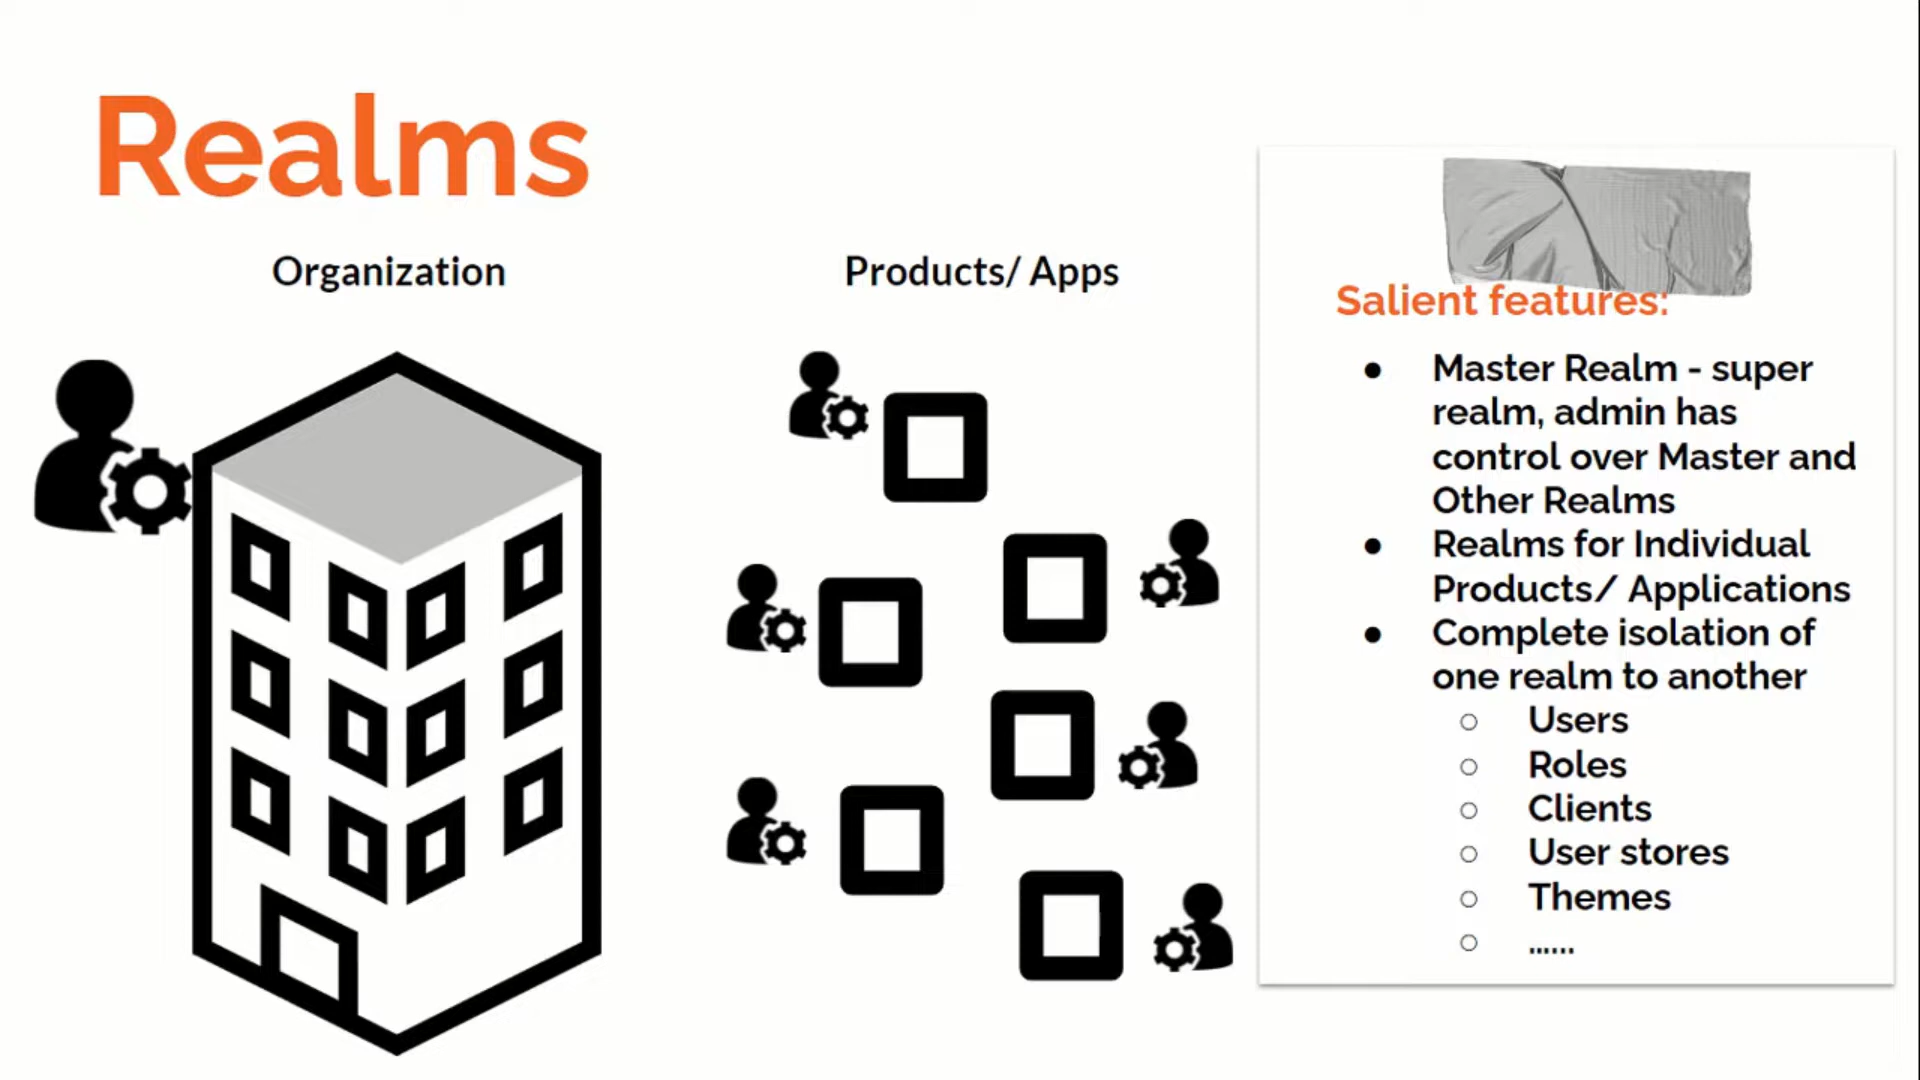 Realms
Organization
Products/ Apps
Salient features:
● Master Realm - super
realm, admin has
control over Master and
Other Realms
● Realms for Individual
Products/ Applications
● Complete isolation of
one realm to another
○ Users
○ Roles
○ Clients
○ User stores
○ Themes
○ ......